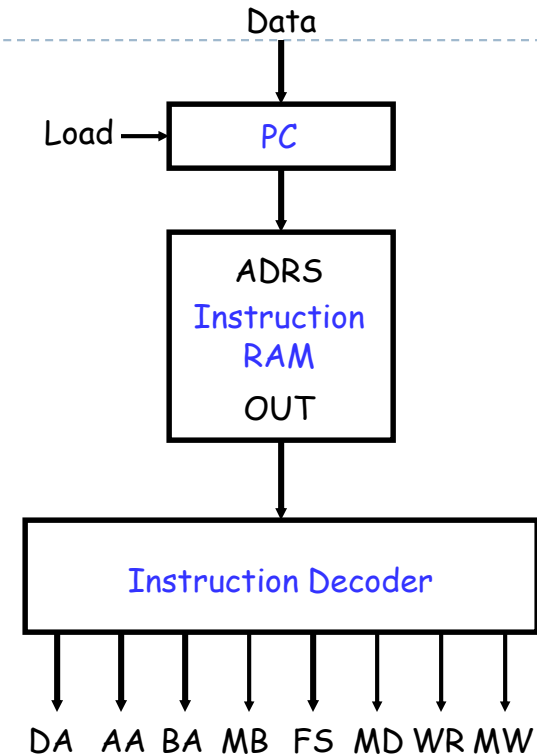 Data
Load
PC
ADRS
Instruction
RAM
OUT
Instruction Decoder
DA AA BA MB FS MD WR MW